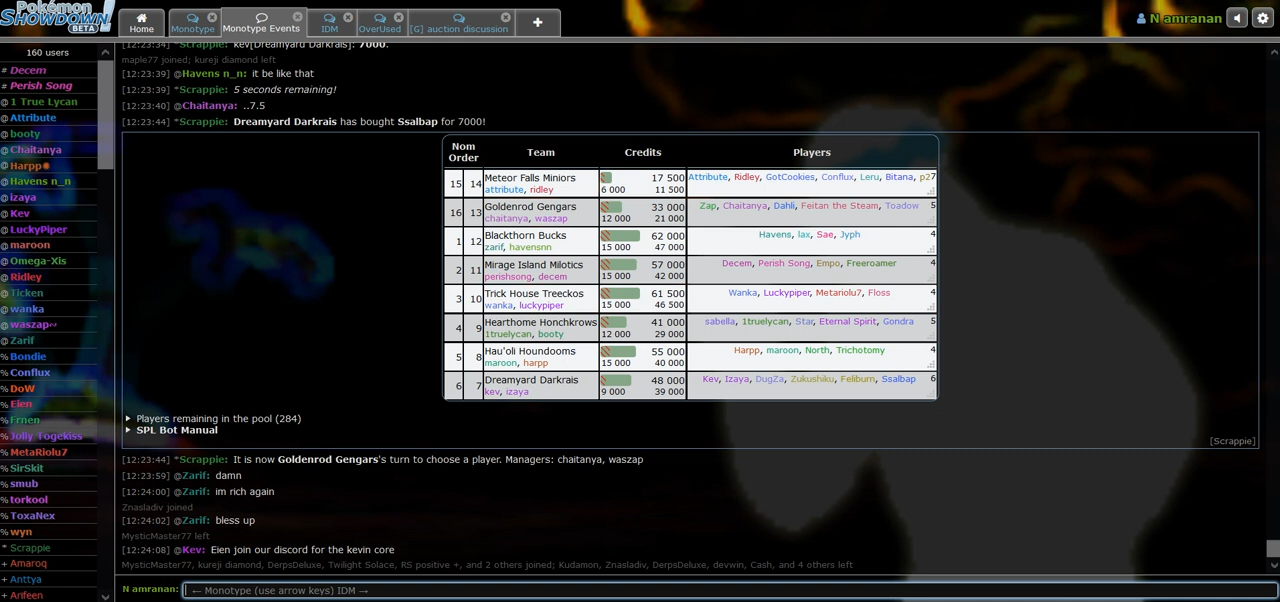 Pokémon
SHOWDOWN!
BETA
Home
Monotype
Monotype Events
IDM
OverUsed
[G] auction discussion
N amranan
160 users
# Decem
# Perish Song
@ 1 True Lycan
@ Attribute
@ booty
@ Chaitanya
@ Harpp✹
@ Havens n_n
@ izaya
@ Kev
@ LuckyPiper
@ maroon
@ Omega-Xis
@ Ridley
@ Ticken
@ wanka
@ waszap~
@ Zarif
% Bondie
% Conflux
% DoW
% Eien
% Frnen
% Jolly Togekiss
% MetaRiolu7
% SirSkit
% smub
% torkool
% ToxaNex
% wyn
* Scrappie
+ Amaroq
+ Anttya
+ Arifeen
[12:23:34] *Scrappie: kev[Dreamyard Darkrais]: 7000.
maple77 joined; kureji diamond left
[12:23:39] @Havens n_n: it be like that
[12:23:39] *Scrappie: 5 seconds remaining!
[12:23:40] @Chaitanya: ..7.5
[12:23:44] *Scrappie: Dreamyard Darkrais has bought Ssalbap for 7000!
Nom Order Team Credits Players
15 14 Meteor Falls Miniors 17 500 Attribute, Ridley, GotCookies, Conflux, Leru, Bitana, p2 7
attribute, ridley 6 000 11 500
16 13 Goldenrod Gengars 33 000 Zap, Chaitanya, Dahli, Feitan the Steam, Toadow 5
chaitanya, waszap 12 000 21 000
1 12 Blackthorn Bucks 62 000 Havens, lax, Sae, Jyph 4
zarif, havensnn 15 000 47 000
2 11 Mirage Island Milotics 57 000 Decem, Perish Song, Empo, Freeroamer 4
perishsong, decem 15 000 42 000
3 10 Trick House Treeckos 61 500 Wanka, Luckypiper, Metariolu7, Floss 4
wanka, luckypiper 15 000 46 500
4 9 Hearthome Honchkrows 41 000 sabella, 1truelycan, Star, Eternal Spirit, Gondra 5
1truelycan, booty 12 000 29 000
5 8 Hau'oli Houndooms 55 000 Harpp, maroon, North, Trichotomy 4
maroon, harpp 15 000 40 000
6 7 Dreamyard Darkrais 48 000 Kev, Izaya, DugZa, Zukushiku, Feliburn, Ssalbap 6
kev, izaya 9 000 39 000
Players remaining in the pool (284)
SPL Bot Manual
[Scrappie]
[12:23:44] *Scrappie: It is now Goldenrod Gengars's turn to choose a player. Managers: chaitanya, waszap
[12:23:59] @Zarif: damn
[12:24:00] @Zarif: im rich again
Znasladiv joined
[12:24:02] @Zarif: bless up
MysticMaster77 left
[12:24:08] @Kev: Eien join our discord for the kevin core
MysticMaster77, kureji diamond, DerpsDeluxe, Twilight Solace, RS positive +, and 2 others joined; Kudamon, Znasladiv, DerpsDeluxe, devwin, Cash, and 4 others left
N amranan: ← Monotype (use arrow keys) IDM →